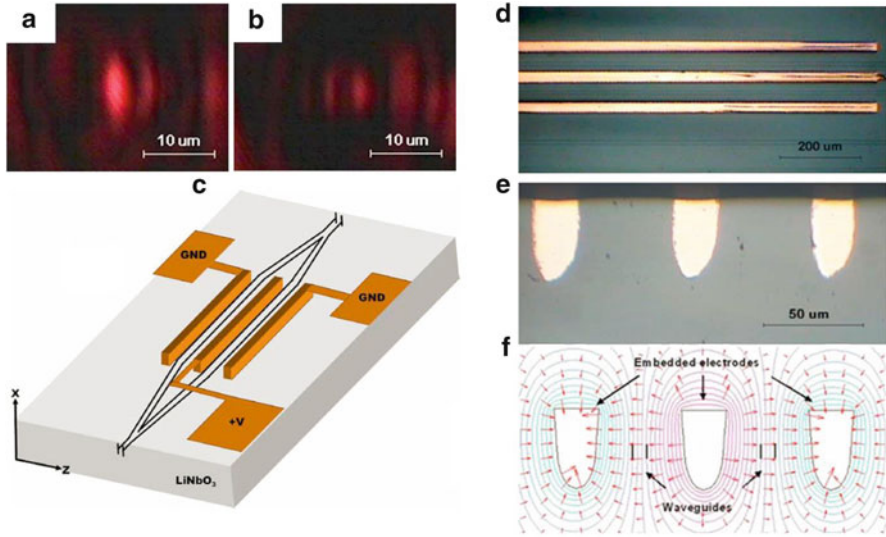 a
10 um
b
10 um
c
GND
GND
+V
X
Z
LiNbO₃
d
200 um
e
50 um
f
Embedded electrodes
Waveguides